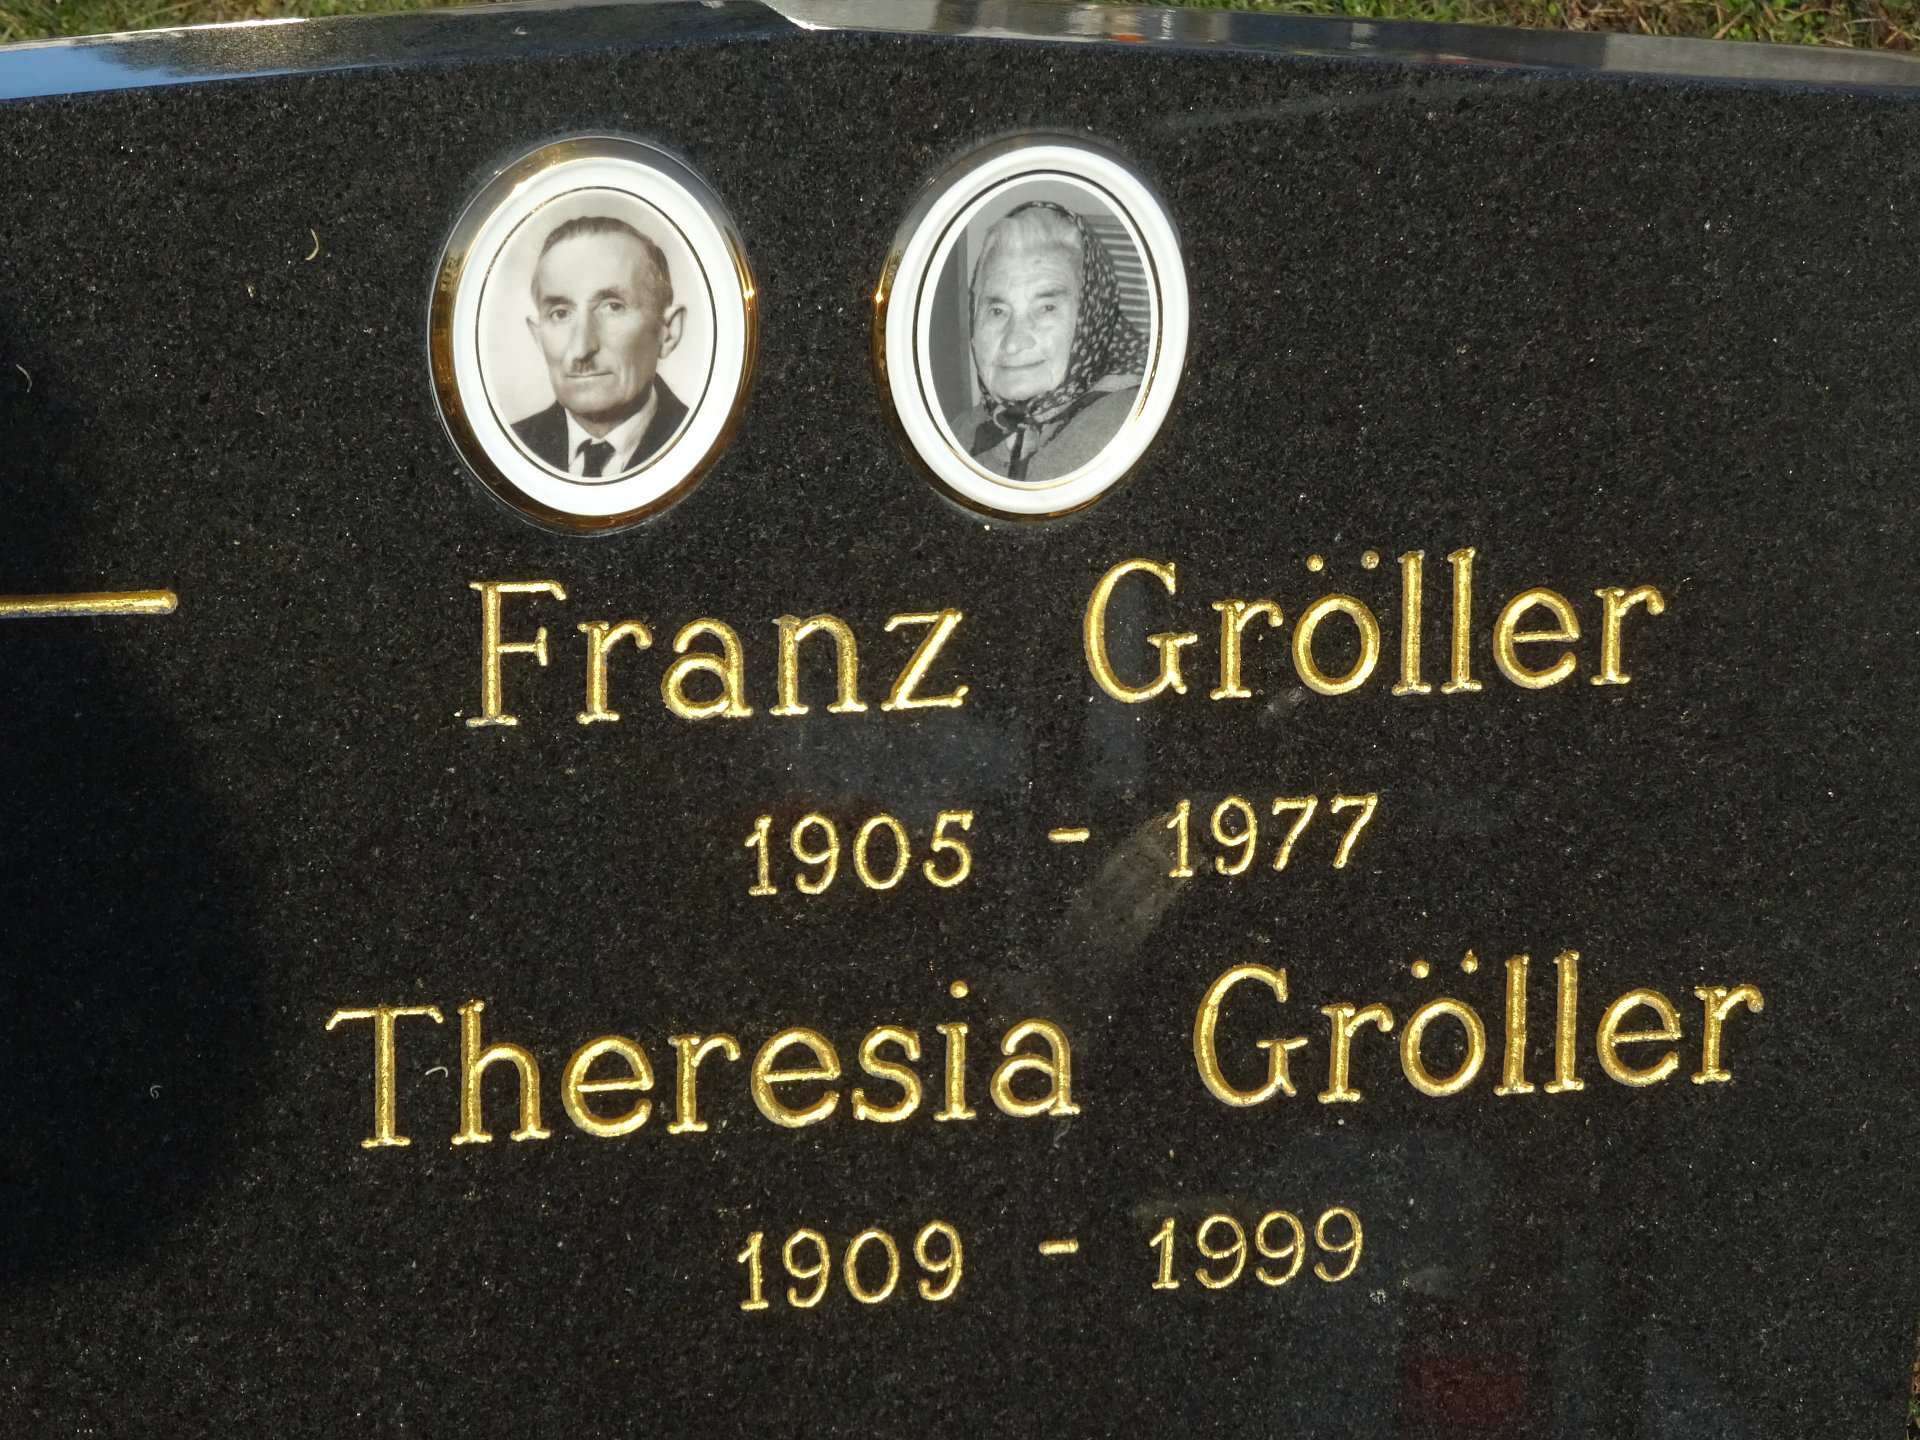 Franz Gröller
1905 - 1977
Theresia Gröller
1909 - 1999